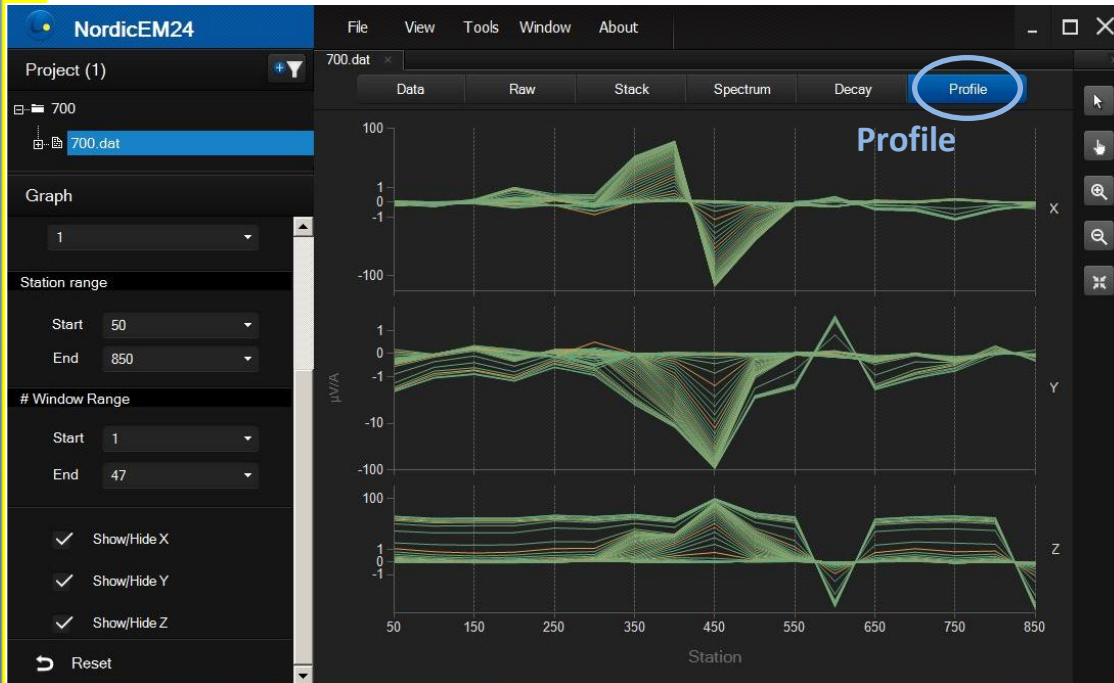 NordicEM24
File View Tools Window About
Project (1)
700.dat
Data Raw Stack Spectrum Decay Profile
700
700.dat
Profile
Graph
1
Station range
Start 50
End 850
# Window Range
Start 1
End 47
Show/Hide X
Show/Hide Y
Show/Hide Z
Reset
100
1
0
-1
-100
X
1
0
-1
-10
-100
Y
µV/A
100
1
0
-1
Z
50 150 250 350 450 550 650 750 850
Station